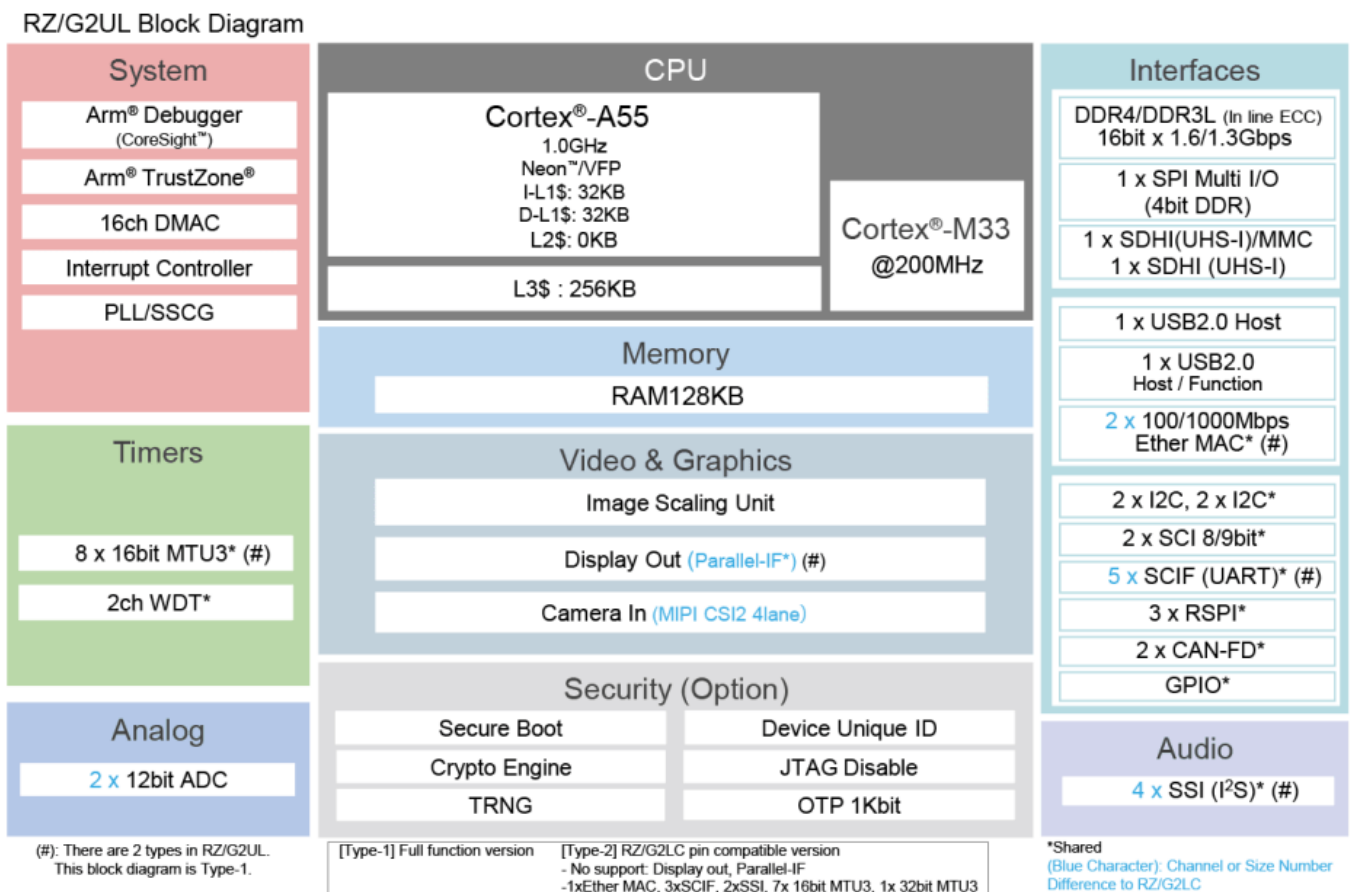 RZ/G2UL Block Diagram
System
Arm® Debugger
(CoreSight™)
Arm® TrustZone®
16ch DMAC
Interrupt Controller
PLL/SSCG
Timers
8 x 16bit MTU3* (#)
2ch WDT*
Analog
2 x 12bit ADC
(#): There are 2 types in RZ/G2UL.
This block diagram is Type-1.
CPU
Cortex®-A55
1.0GHz
Neon™/VFP
I-L1$: 32KB
D-L1$: 32KB
L2$: 0KB
L3$ : 256KB
Cortex®-M33
@200MHz
Memory
RAM128KB
Video & Graphics
Image Scaling Unit
Display Out (Parallel-IF*) (#)
Camera In (MIPI CSI2 4lane)
Security (Option)
Secure Boot
Device Unique ID
Crypto Engine
JTAG Disable
TRNG
OTP 1Kbit
[Type-1] Full function version
[Type-2] RZ/G2LC pin compatible version
- No support: Display out, Parallel-IF
-1xEther MAC, 3xSCIF, 2xSSI, 7x 16bit MTU3, 1x 32bit MTU3
Interfaces
DDR4/DDR3L (In line ECC)
16bit x 1.6/1.3Gbps
1 x SPI Multi I/O
(4bit DDR)
1 x SDHI(UHS-I)/MMC
1 x SDHI (UHS-I)
1 x USB2.0 Host
1 x USB2.0
Host / Function
2 x 100/1000Mbps
Ether MAC* (#)
2 x I2C, 2 x I2C*
2 x SCI 8/9bit*
5 x SCIF (UART)* (#)
3 x RSPI*
2 x CAN-FD*
GPIO*
Audio
4 x SSI (I²S)* (#)
*Shared
(Blue Character): Channel or Size Number
Difference to RZ/G2LC